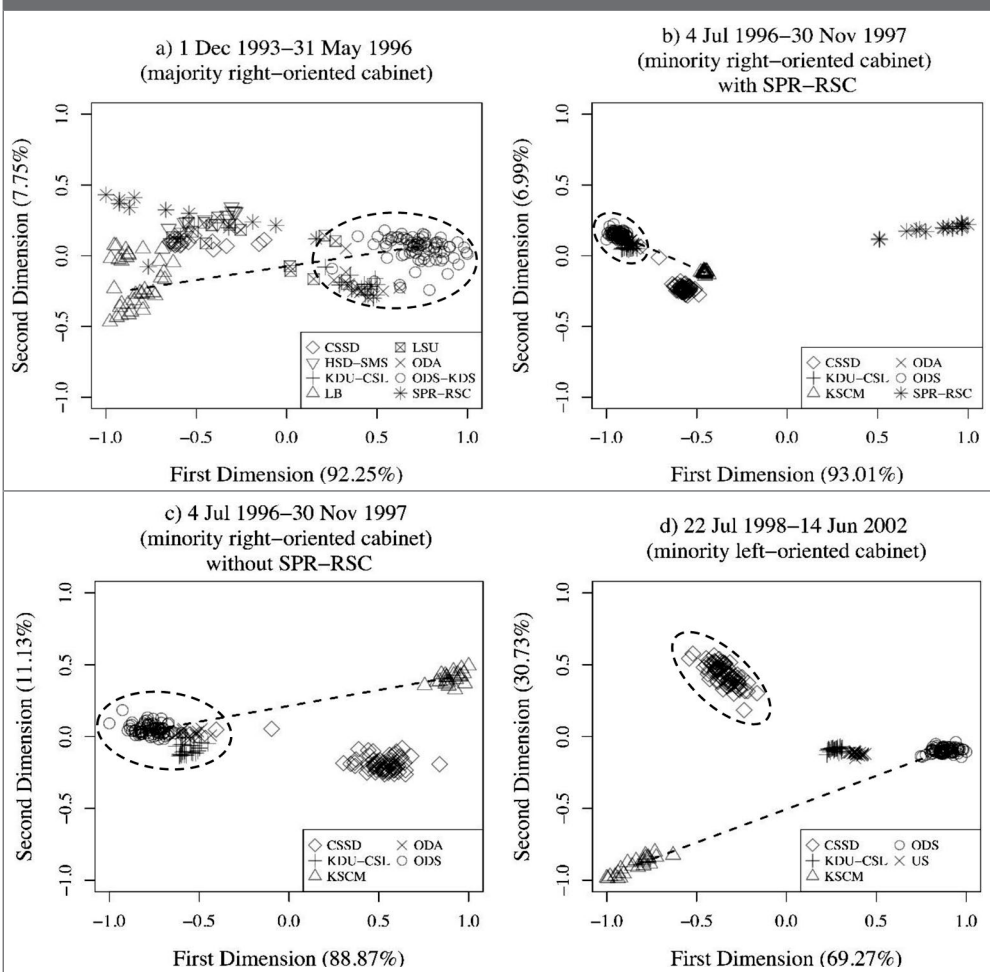 a) 1 Dec 1993–31 May 1996
(majority right–oriented cabinet)
Second Dimension (7.75%)
1.0
0.5
0.0
−0.5
−1.0
CSSD
LSU
HSD–SMS
ODA
KDU–CSL
ODS–KDS
LB
SPR–RSC
−1.0
−0.5
0.0
0.5
1.0
First Dimension (92.25%)
b) 4 Jul 1996–30 Nov 1997
(minority right–oriented cabinet)
with SPR–RSC
Second Dimension (6.99%)
1.0
0.5
0.0
−0.5
−1.0
CSSD
ODA
KDU–CSL
ODS
KSCM
SPR–RSC
−1.0
−0.5
0.0
0.5
1.0
First Dimension (93.01%)
c) 4 Jul 1996–30 Nov 1997
(minority right–oriented cabinet)
without SPR–RSC
Second Dimension (11.13%)
1.0
0.5
0.0
−0.5
−1.0
CSSD
ODA
KDU–CSL
ODS
KSCM
−1.0
−0.5
0.0
0.5
1.0
First Dimension (88.87%)
d) 22 Jul 1998–14 Jun 2002
(minority left–oriented cabinet)
Second Dimension (30.73%)
1.0
0.5
0.0
−0.5
−1.0
CSSD
ODS
KDU–CSL
US
KSCM
−1.0
−0.5
0.0
0.5
1.0
First Dimension (69.27%)